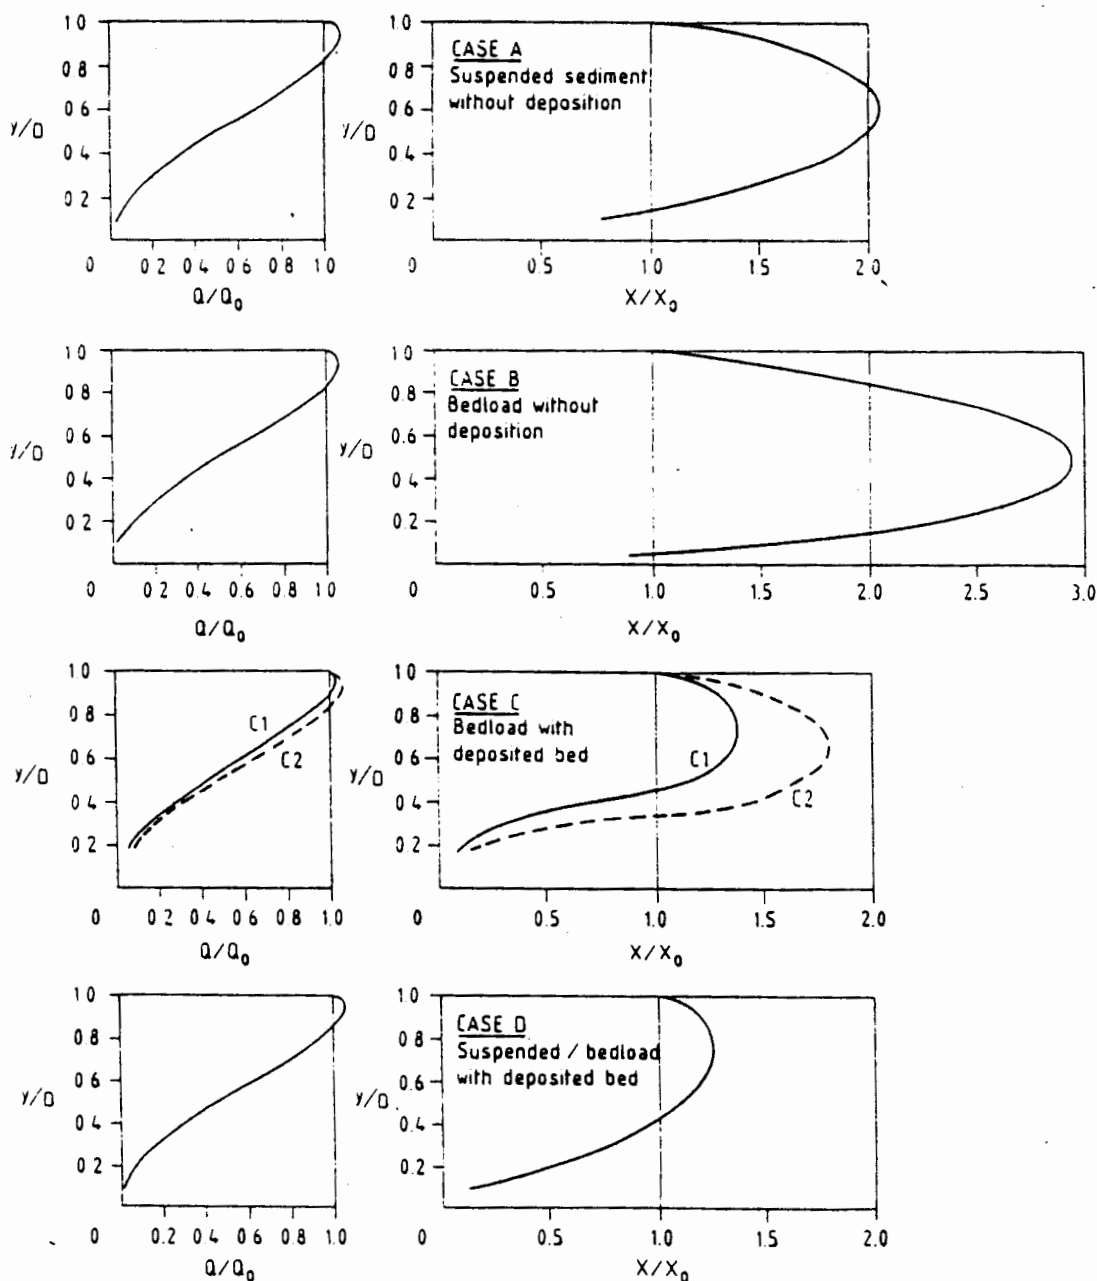 1.0
0.8
0.6
0.4
0.2
y/D
0 0.2 0.4 0.6 0.8 1.0
Q/Q₀
CASE A
Suspended sediment
without deposition
y/D
1.0
0.8
0.6
0.4
0.2
0 0.5 1.0 1.5 2.0
X/X₀
1.0
0.8
0.6
0.4
0.2
y/D
0 0.2 0.4 0.6 0.8 1.0
Q/Q₀
CASE B
Bedload without
deposition
y/D
1.0
0.8
0.6
0.4
0.2
0 0.5 1.0 1.5 2.0 2.5 3.0
X/X₀
1.0
0.8
0.6
0.4
0.2
y/D
C1
C2
0 0.2 0.4 0.6 0.8 1.0
Q/Q₀
CASE C
Bedload with
deposited bed
C1
C2
y/D
1.0
0.8
0.6
0.4
0.2
0 0.5 1.0 1.5 2.0
X/X₀
1.0
0.8
0.6
0.4
0.2
y/D
0 0.2 0.4 0.6 0.8 1.0
Q/Q₀
CASE D
Suspended / bedload
with deposited bed
y/D
1.0
0.8
0.6
0.4
0.2
0 0.5 1.0 1.5 2.0
X/X₀